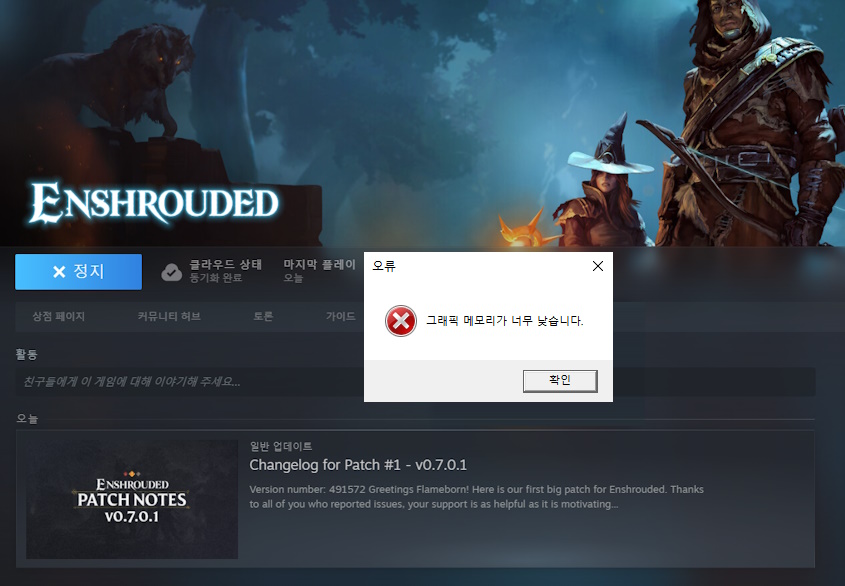 ENSHROUDED
정지
클라우드 상태
동기화 완료
마지막 플레이
오늘
오류
그래픽 메모리가 너무 낮습니다.
확인
상점 페이지
커뮤니티 허브
토론
가이드
활동
친구들에게 이 게임에 대해 이야기해 주세요...
오늘
ENSHROUDED
PATCH NOTES
v0.7.0.1
일반 업데이트
Changelog for Patch #1 - v0.7.0.1
Version number: 491572 Greetings Flameborn! Here is our first big patch for Enshrouded. Thanks
to all of you who reported issues, your support is as helpful as it is motivating...